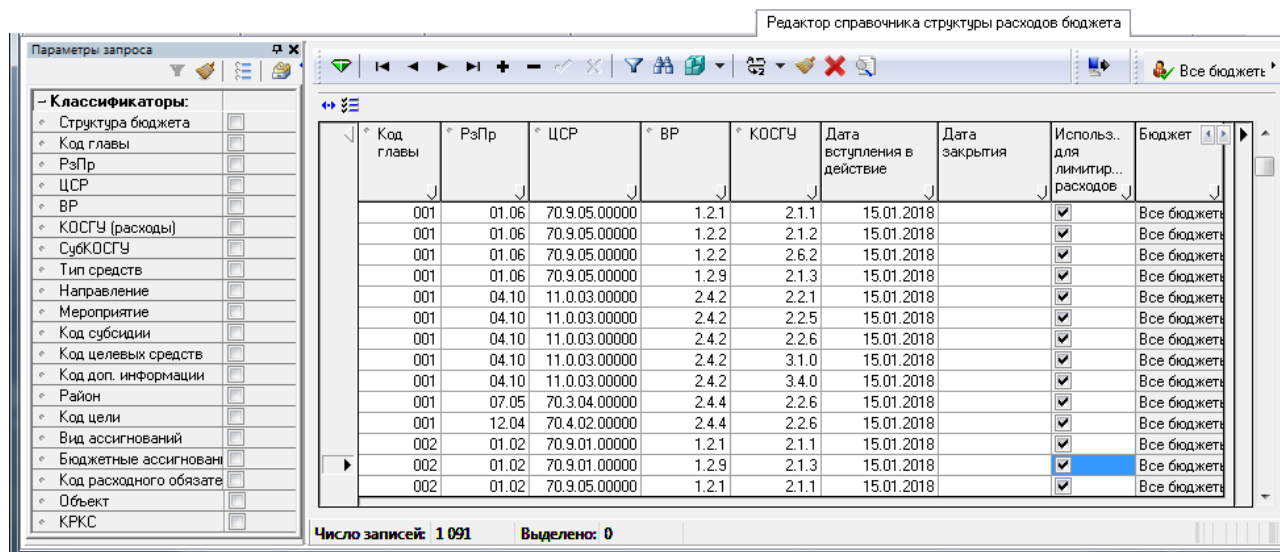 Редактор справочника структуры расходов бюджета
Параметры запроса
Все бюджеть
Классификаторы:
Структура бюджета
Код главы
РзПр
ЦСР
ВР
КОСГУ (расходы)
СубКОСГУ
Тип средств
Направление
Мероприятие
Код субсидии
Код целевых средств
Код доп. информации
Район
Код цели
Вид ассигнований
Бюджетные ассигновани
Код расходного обязате
Объект
КРКС
Код главы РзПр ЦСР ВР КОСГУ Дата вступления в действие Дата закрытия Использ.. для лимитир... расходов Бюджет
001 01.06 70.9.05.00000 1.2.1 2.1.1 15.01.2018 Все бюджеть
001 01.06 70.9.05.00000 1.2.2 2.1.2 15.01.2018 Все бюджеть
001 01.06 70.9.05.00000 1.2.2 2.6.2 15.01.2018 Все бюджеть
001 01.06 70.9.05.00000 1.2.9 2.1.3 15.01.2018 Все бюджеть
001 04.10 11.0.03.00000 2.4.2 2.2.1 15.01.2018 Все бюджеть
001 04.10 11.0.03.00000 2.4.2 2.2.5 15.01.2018 Все бюджеть
001 04.10 11.0.03.00000 2.4.2 2.2.6 15.01.2018 Все бюджеть
001 04.10 11.0.03.00000 2.4.2 3.1.0 15.01.2018 Все бюджеть
001 04.10 11.0.03.00000 2.4.2 3.4.0 15.01.2018 Все бюджеть
001 07.05 70.3.04.00000 2.4.4 2.2.6 15.01.2018 Все бюджеть
001 12.04 70.4.02.00000 2.4.4 2.2.6 15.01.2018 Все бюджеть
002 01.02 70.9.01.00000 1.2.1 2.1.1 15.01.2018 Все бюджеть
002 01.02 70.9.01.00000 1.2.9 2.1.3 15.01.2018 Все бюджеть
002 01.02 70.9.05.00000 1.2.1 2.1.1 15.01.2018 Все бюджеть
Число записей: 1 091 Выделено: 0